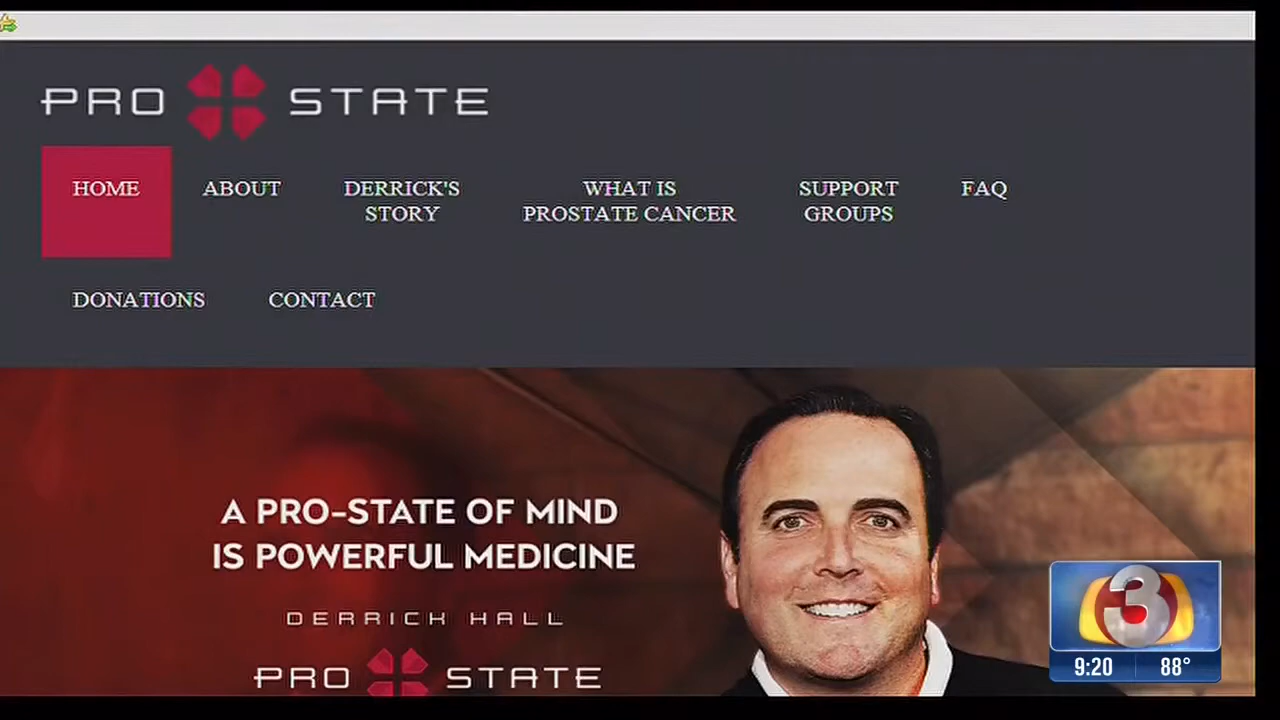 PRO STATE
HOME
ABOUT
DERRICK'S
STORY
WHAT IS
PROSTATE CANCER
SUPPORT
GROUPS
FAQ
DONATIONS
CONTACT
A PRO-STATE OF MIND
IS POWERFUL MEDICINE
DERRICK HALL
PRO STATE
3
9:20 88°